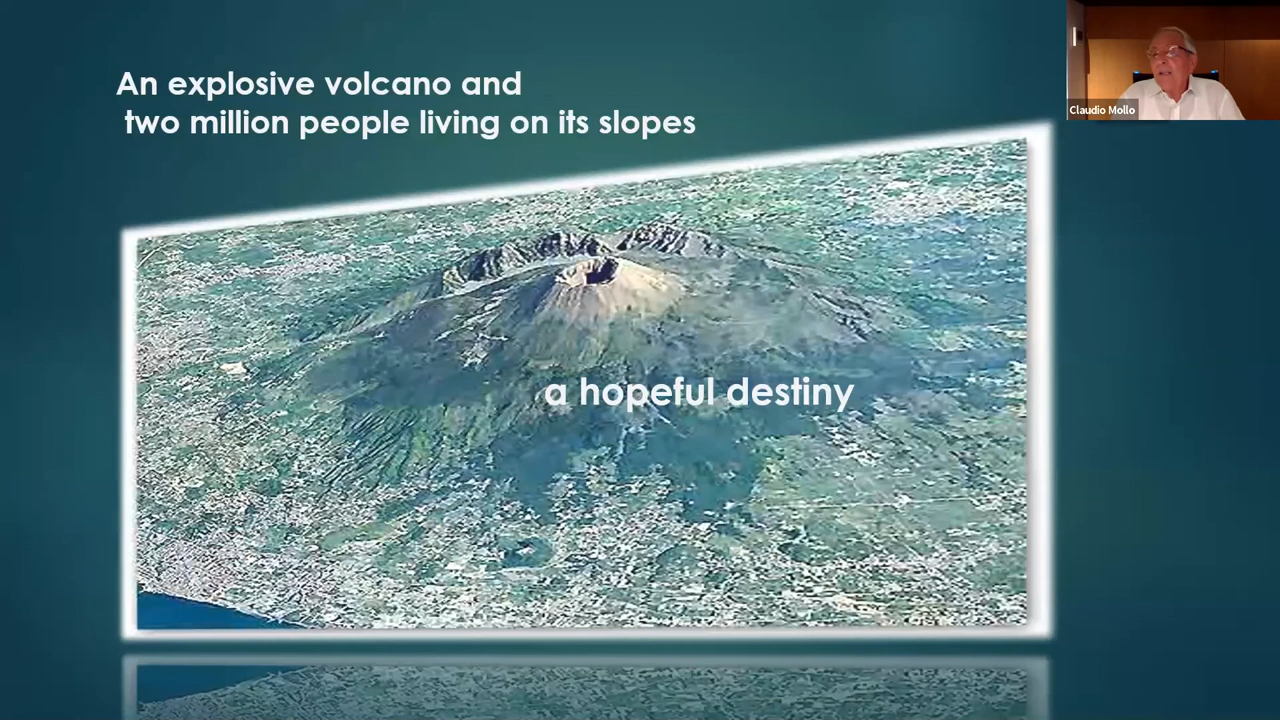 An explosive volcano and
two million people living on its slopes
Claudio Mollo
a hopeful destiny